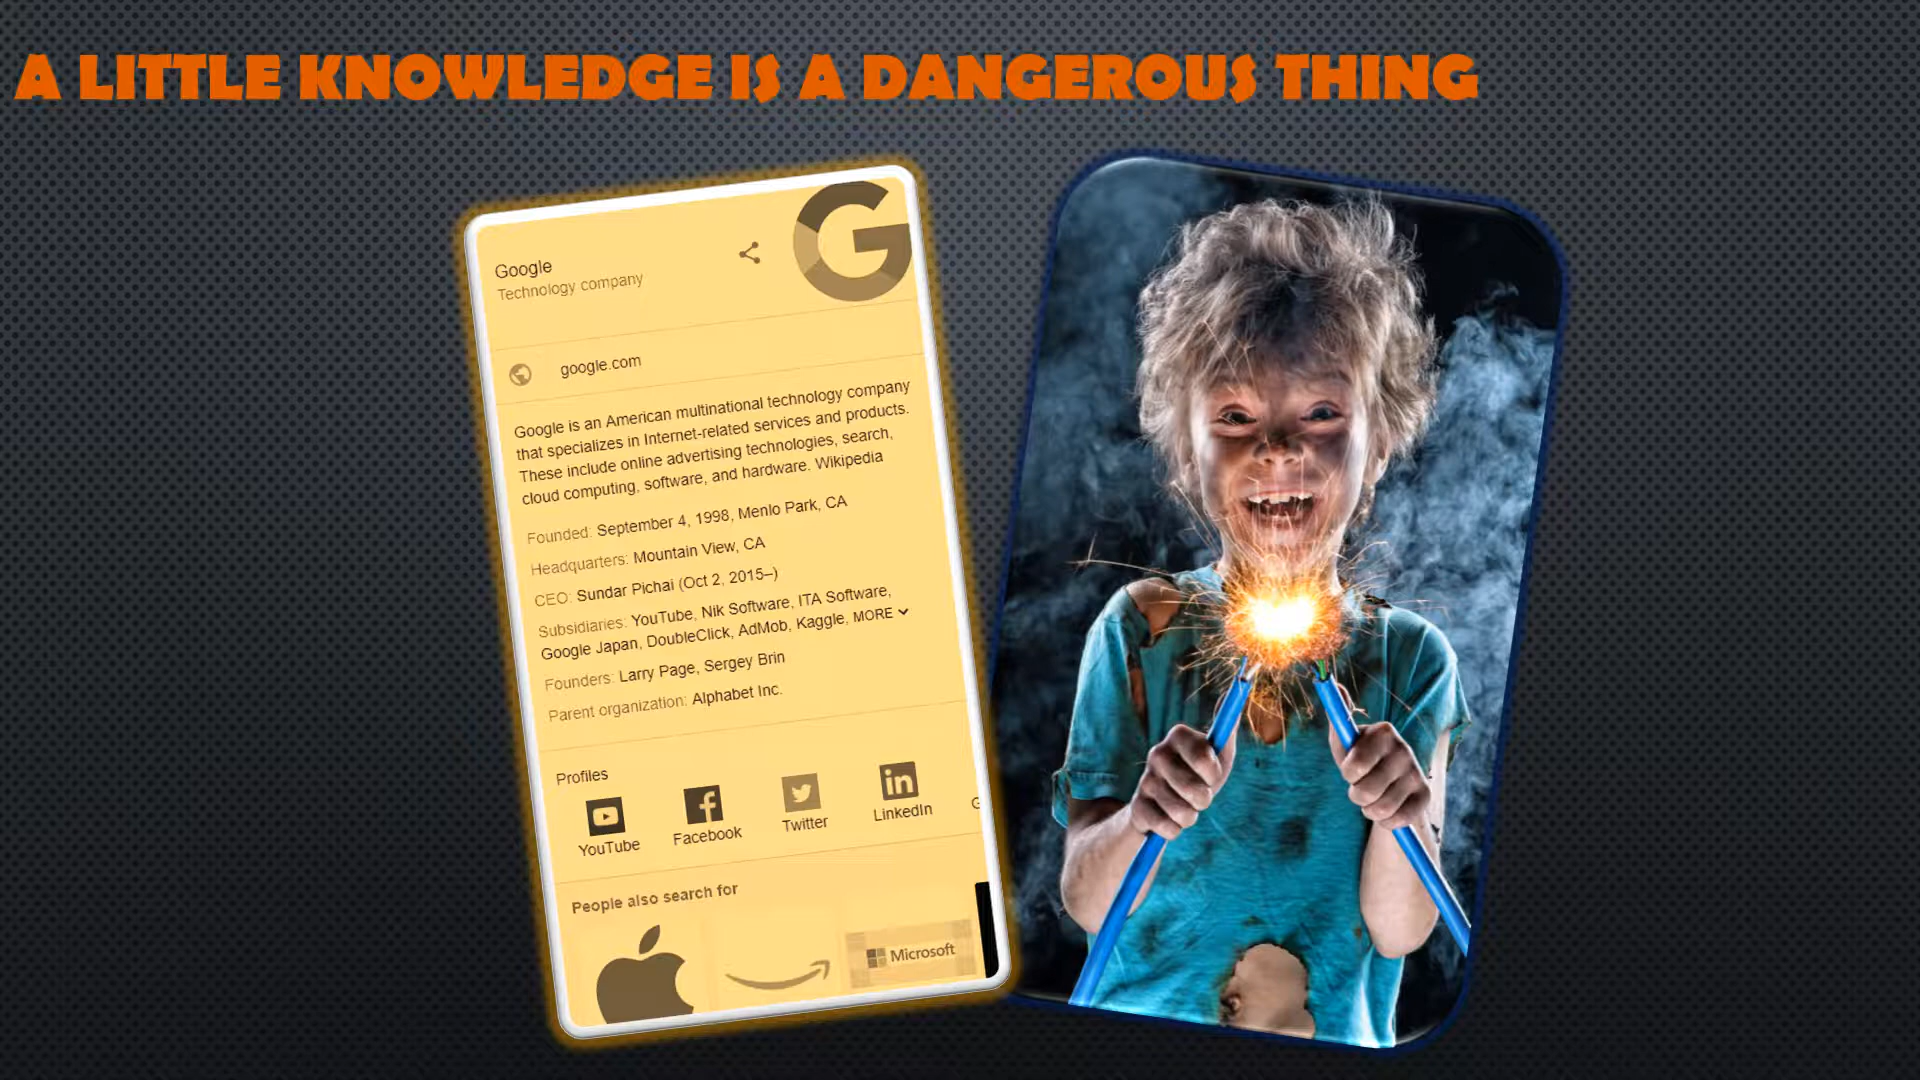 A LITTLE KNOWLEDGE IS A DANGEROUS THING
Google
Technology company
G
google.com
Google is an American multinational technology company
that specializes in Internet-related services and products.
These include online advertising technologies, search,
cloud computing, software, and hardware. Wikipedia
Founded: September 4, 1998, Menlo Park, CA
Headquarters: Mountain View, CA
CEO: Sundar Pichai (Oct 2, 2015–)
Subsidiaries: YouTube, Nik Software, ITA Software,
Google Japan, DoubleClick, AdMob, Kaggle, MORE
Founders: Larry Page, Sergey Brin
Parent organization: Alphabet Inc.
Profiles
YouTube
Facebook
Twitter
LinkedIn
G
People also search for
Microsoft